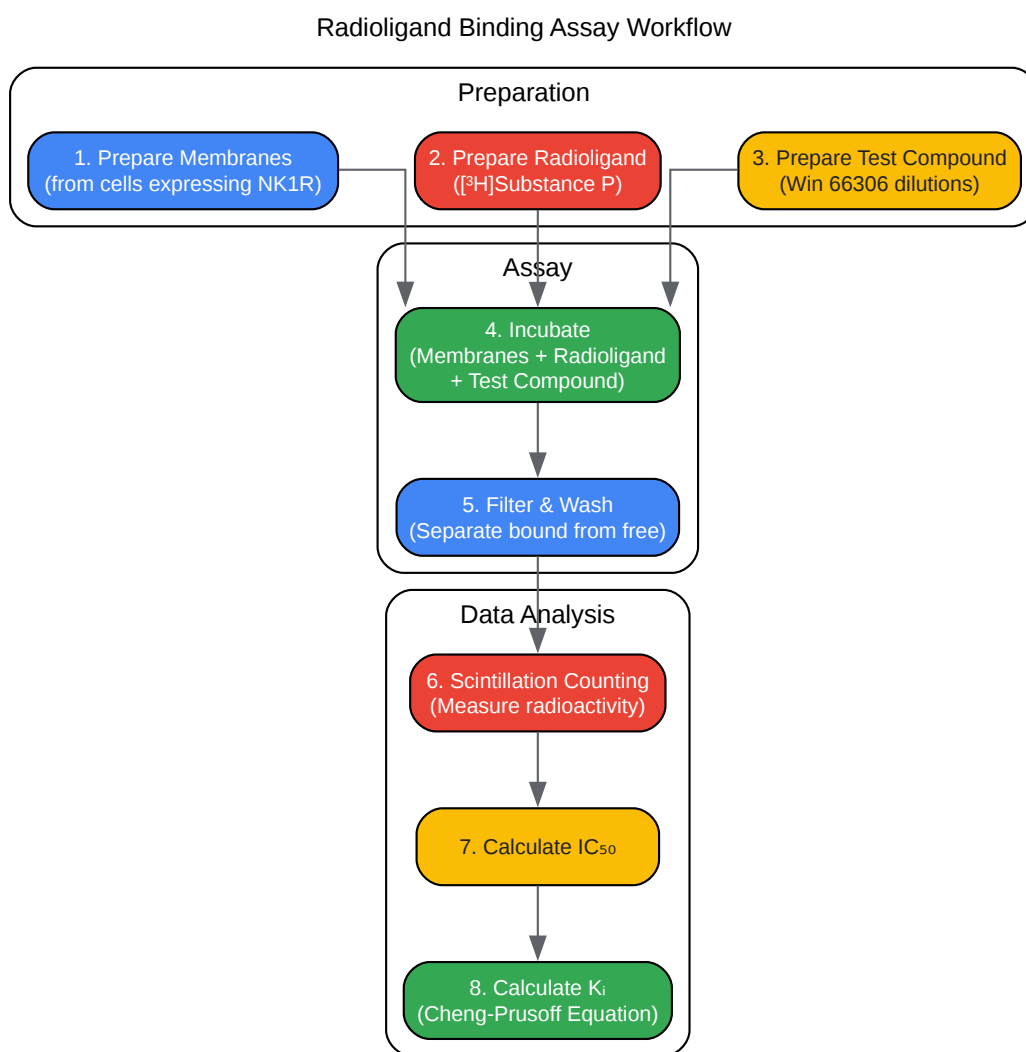 Radioligand Binding Assay Workflow
Preparation
1. Prepare Membranes
(from cells expressing NK1R)
2. Prepare Radioligand
([³H]Substance P)
3. Prepare Test Compound
(Win 66306 dilutions)
Assay
4. Incubate
(Membranes + Radioligand
+ Test Compound)
5. Filter & Wash
(Separate bound from free)
Data Analysis
6. Scintillation Counting
(Measure radioactivity)
7. Calculate IC₅₀
8. Calculate Kᵢ
(Cheng-Prusoff Equation)